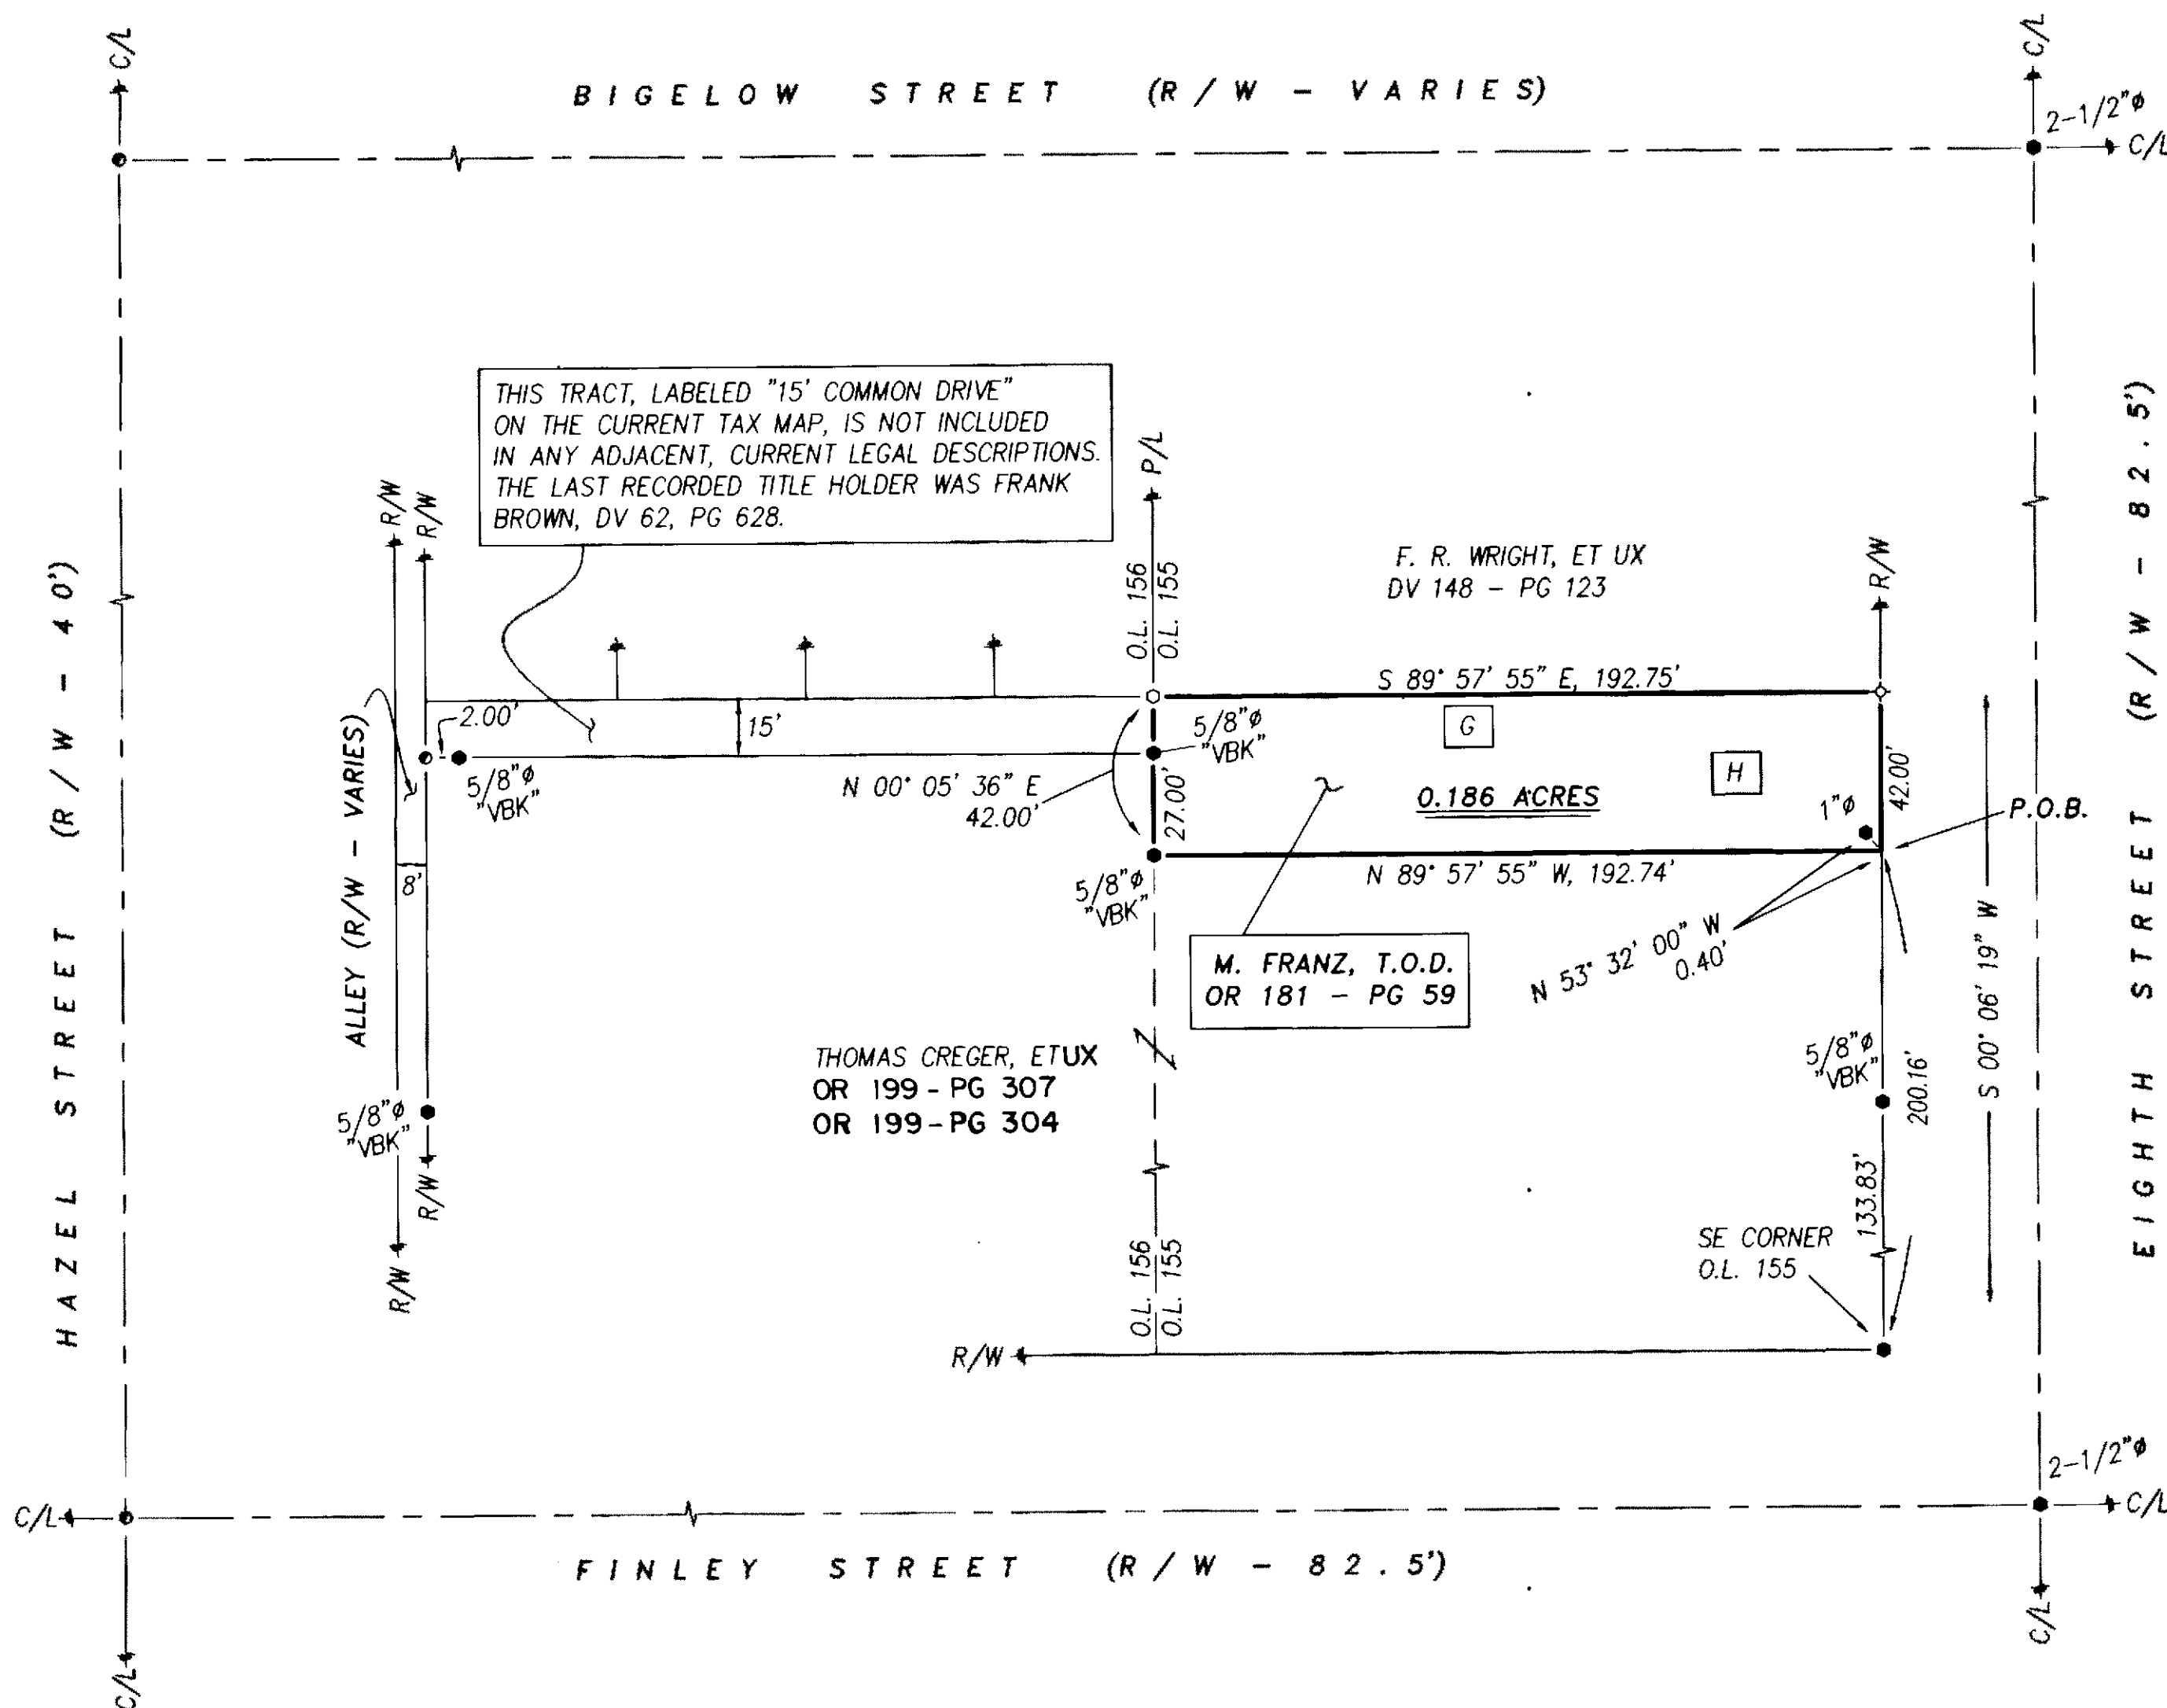 C/L
C/L
BIGELOW STREET (R/W - VARIES)
2-1/2"ø
C/L
THIS TRACT, LABELED "15' COMMON DRIVE"
ON THE CURRENT TAX MAP, IS NOT INCLUDED
IN ANY ADJACENT, CURRENT LEGAL DESCRIPTIONS.
THE LAST RECORDED TITLE HOLDER WAS FRANK
BROWN, DV 62, PG 628.
R/W
R/W
P/L
O.L. 156
O.L. 155
F. R. WRIGHT, ET UX
DV 148 - PG 123
R/W
HAZEL STREET (R/W - 40')
EIGHTH STREET (R/W - 82.5')
ALLEY (R/W - VARIES)
S 89° 57' 55" E, 192.75'
2.00'
15'
5/8"ø
"VBK"
5/8"ø
"VBK"
G
H
N 00° 05' 36" E
42.00'
27.00'
0.186 ACRES
1"ø
42.00'
P.O.B.
8'
5/8"ø
"VBK"
N 89° 57' 55" W, 192.74'
M. FRANZ, T.O.D.
OR 181 - PG 59
N 53° 32' 00" W
0.40'
S 00° 06' 19" W
THOMAS CREGER, ETUX
OR 199 - PG 307
OR 199 - PG 304
5/8"ø
"VBK"
5/8"ø
"VBK"
200.16'
133.83'
R/W
R/W
O.L. 156
O.L. 155
SE CORNER
O.L. 155
R/W
2-1/2"ø
C/L
C/L
FINLEY STREET (R/W - 82.5')
C/L
C/L